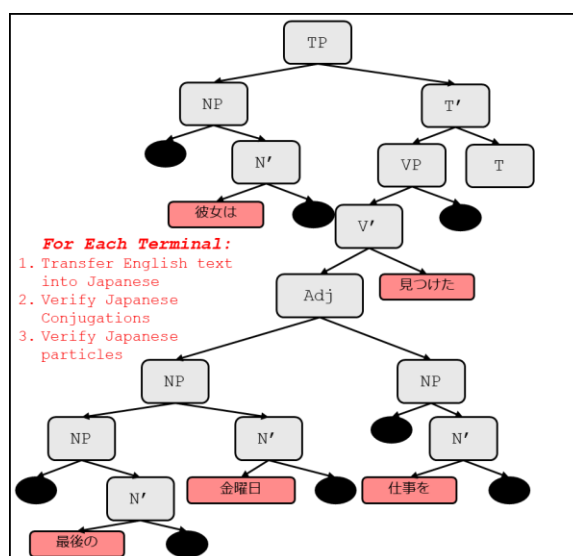 TP
NP
T'
N'
VP
T
彼女は
V'
For Each Terminal:
1. Transfer English text
into Japanese
2. Verify Japanese
Conjugations
3. Verify Japanese
particles
Adj
見つけた
NP
NP
NP
N'
N'
N'
金曜日
仕事を
最後の